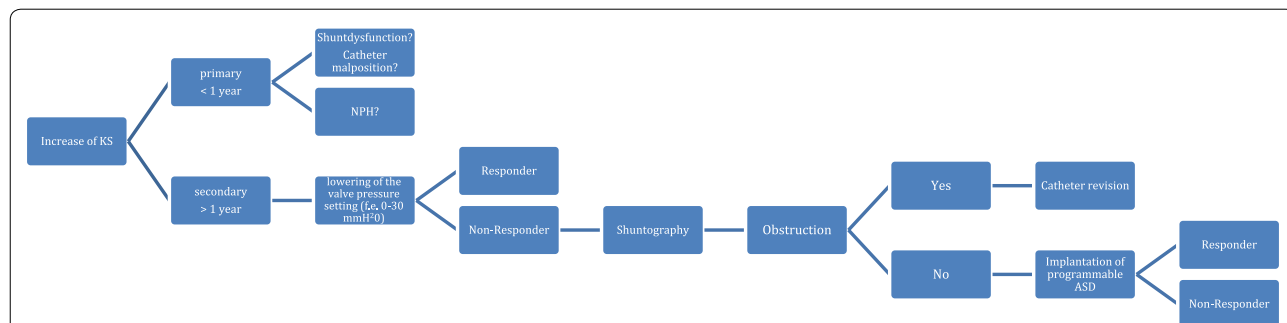 Increase of KS
primary
< 1 year
Shuntdysfunction?
Catheter
malposition?
NPH?
secondary
> 1 year
lowering of the
valve pressure
setting (f.e. 0-30
mmH²0)
Responder
Non-Responder
Shuntography
Obstruction
Yes
Catheter revision
No
Implantation of
programmable
ASD
Responder
Non-Responder